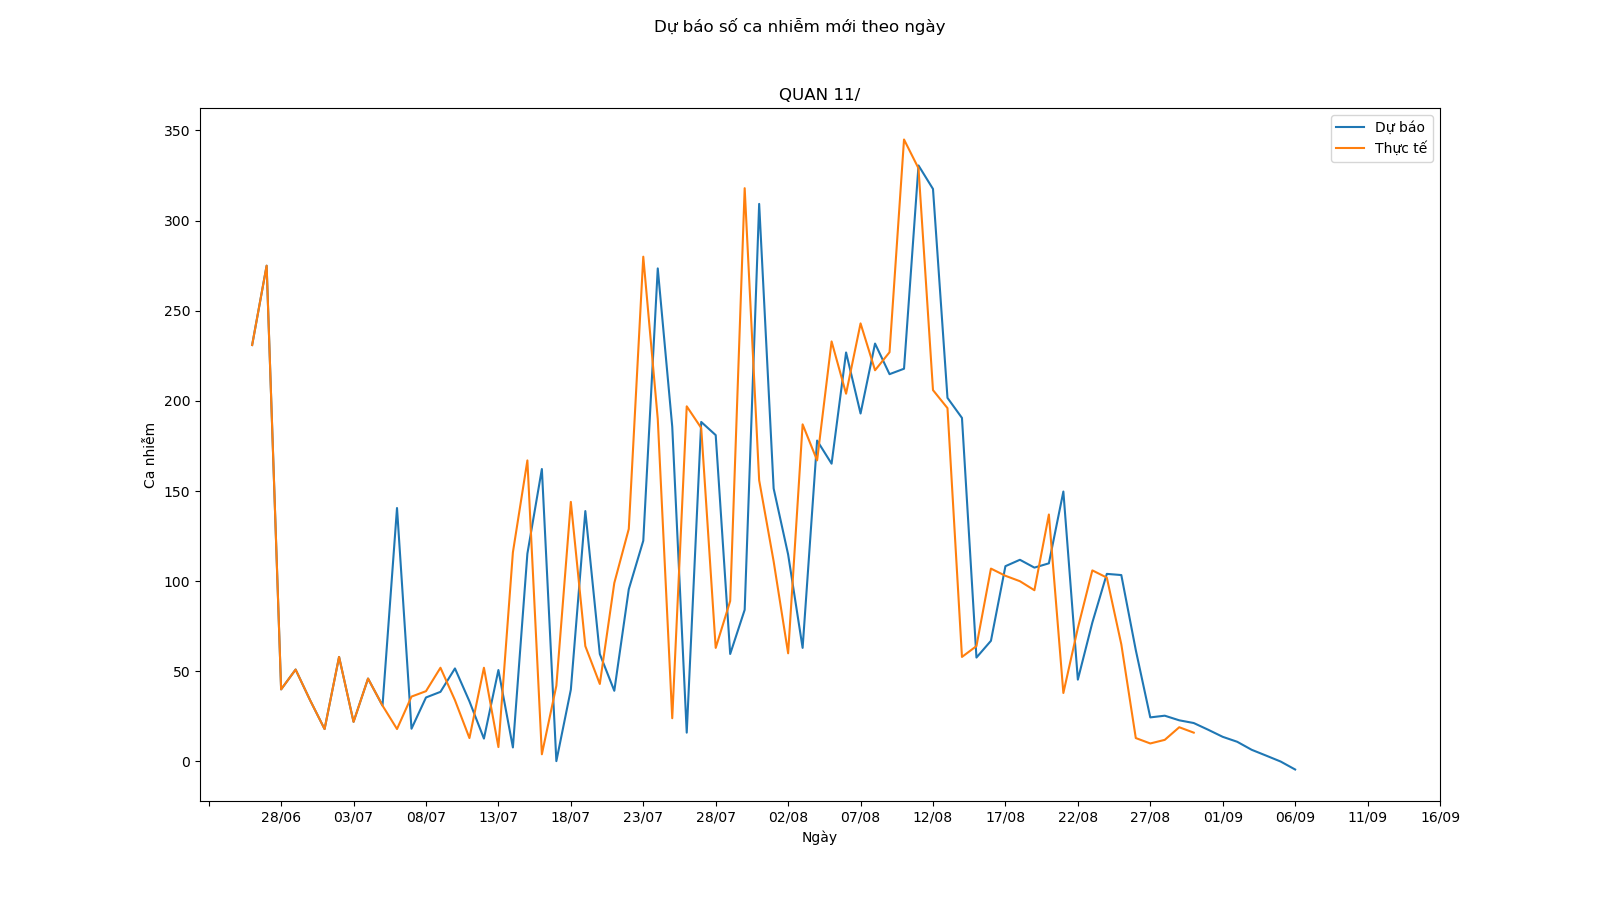 Dự báo số ca nhiễm mới theo ngày
QUAN 11/
Dự báo
Thực tế
350
300
250
200
150
100
50
0
Ca nhiễm
28/06 03/07 08/07 13/07 18/07 23/07 28/07 02/08 07/08 12/08 17/08 22/08 27/08 01/09 06/09 11/09 16/09
Ngày